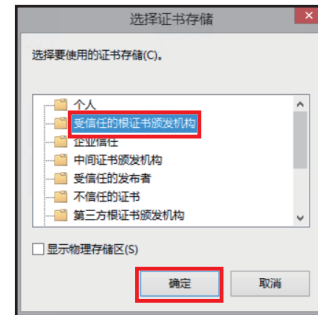 选择证书存储
选择要使用的证书存储(C)。
个人
受信任的根证书颁发机构
企业信任
中间证书颁发机构
受信任的发布者
不信任的证书
第三方根证书颁发机构
显示物理存储区(S)
确定
取消